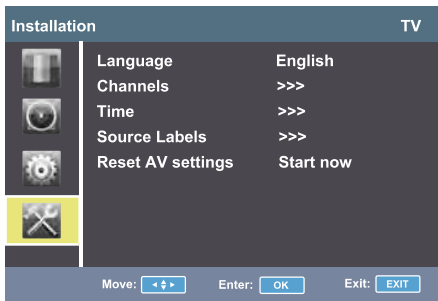 Installation TV
Language English
Channels >>>
Time >>>
Source Labels >>>
Reset AV settings Start now
Move: Enter: OK Exit: EXIT